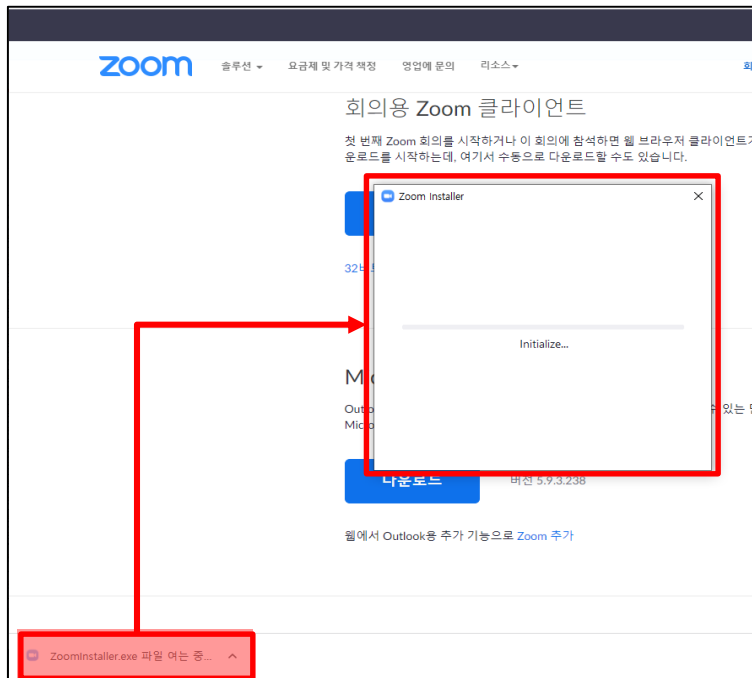 zoom
솔루션
요금제 및 가격 책정
영업에 문의
리소스
회의용 Zoom 클라이언트
첫 번째 Zoom 회의를 시작하거나 이 회의에 참석하면 웹 브라우저 클라이언트가
운로드를 시작하는데, 여기서 수동으로 다운로드할 수도 있습니다.
Zoom Installer
Initialize...
있는
다운로드
버전 5.9.3.238
웹에서 Outlook용 추가 기능으로 Zoom 추가
ZoomInstaller.exe 파일 여는 중...